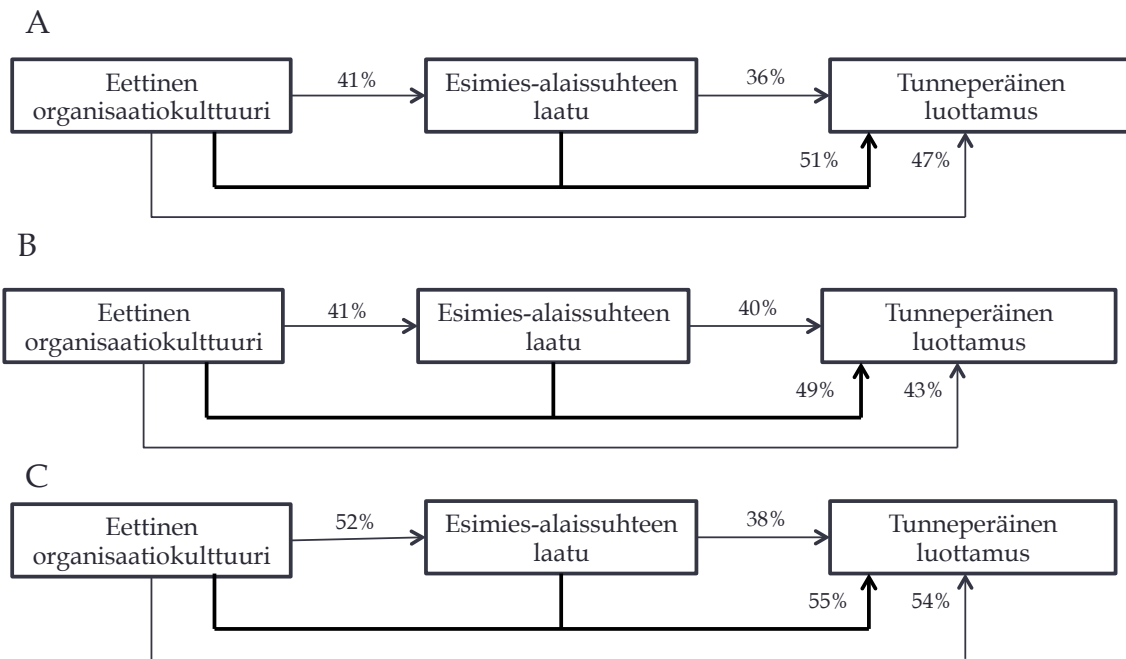 A
Eettinen
organisaatiokulttuuri
41%
Esimies-alaissuhteen
laatu
36%
Tunneperäinen
luottamus
51%
47%
B
Eettinen
organisaatiokulttuuri
41%
Esimies-alaissuhteen
laatu
40%
Tunneperäinen
luottamus
49%
43%
C
Eettinen
organisaatiokulttuuri
52%
Esimies-alaissuhteen
laatu
38%
Tunneperäinen
luottamus
55%
54%